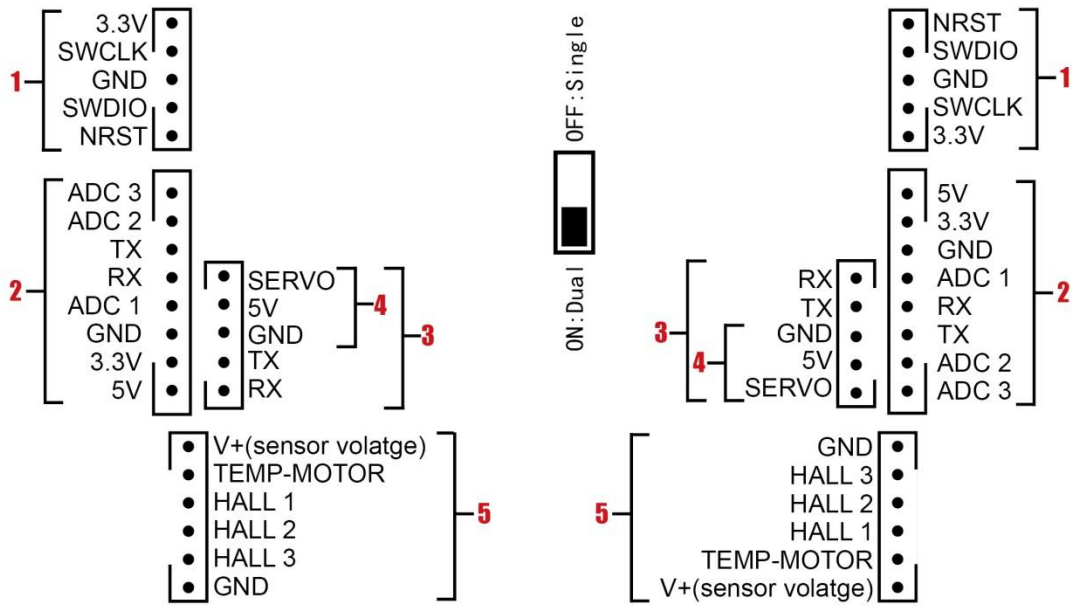 3.3V
SWCLK
GND
SWDIO
NRST
1
ADC 3
ADC 2
TX
RX
ADC 1
GND
3.3V
5V
2
SERVO
5V
GND
TX
RX
4
3
V+(sensor volatge)
TEMP-MOTOR
HALL 1
HALL 2
HALL 3
GND
5
ON:Dual OFF:Single
NRST
SWDIO
GND
SWCLK
3.3V
1
5V
3.3V
GND
ADC 1
RX
TX
ADC 2
ADC 3
2
RX
TX
GND
5V
SERVO
3
4
GND
HALL 3
HALL 2
HALL 1
TEMP-MOTOR
V+(sensor volatge)
5